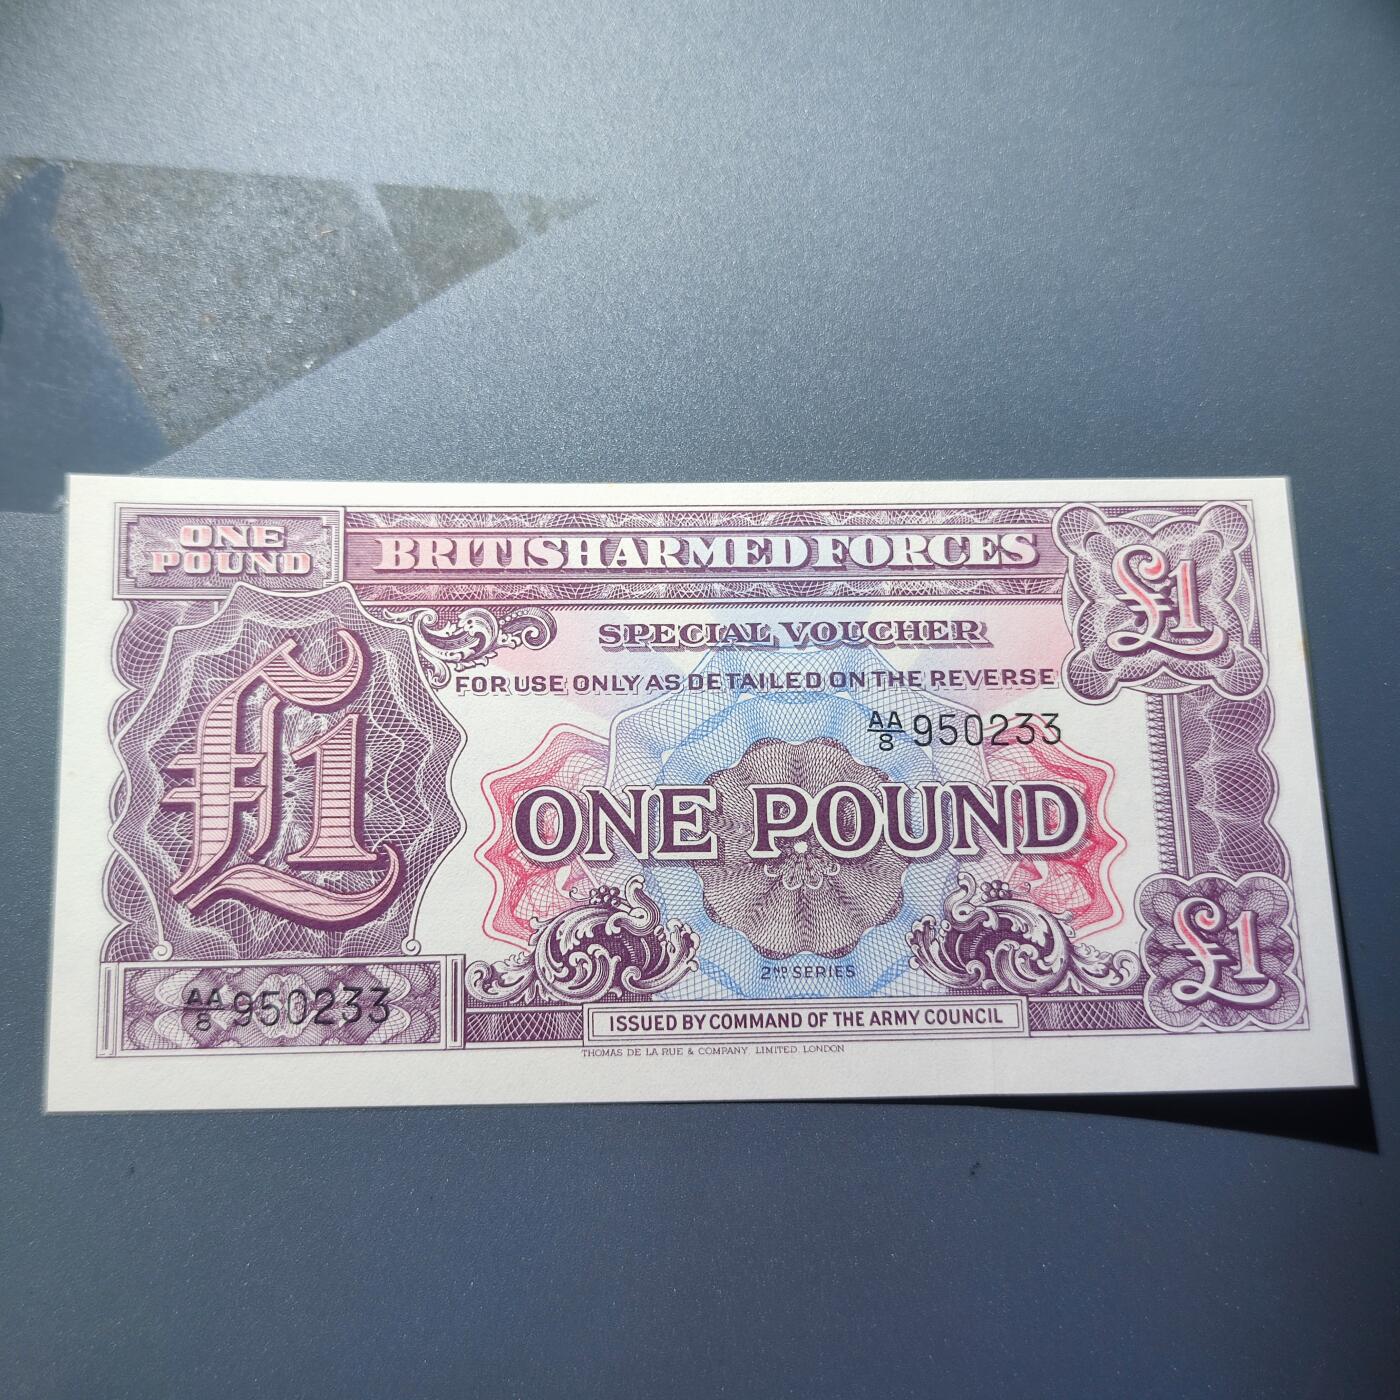 ONE
POUND
BRITISH ARMED FORCES
£1
SPECIAL VOUCHER
FOR USE ONLY AS DETAILED ON THE REVERSE
AA/8 950233
£1
ONE POUND
2ND SERIES
£1
AA/8 950233
ISSUED BY COMMAND OF THE ARMY COUNCIL
THOMAS DE LA RUE & COMPANY, LIMITED, LONDON